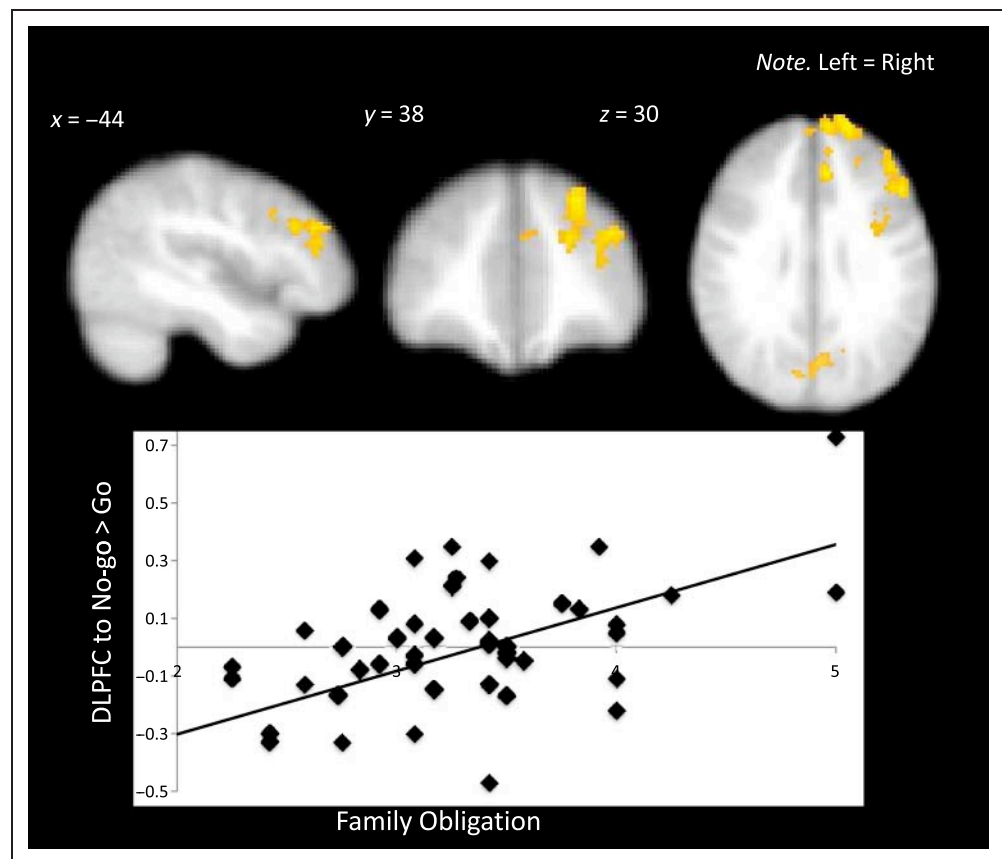 Note. Left = Right
x = −44
y = 38
z = 30
DLPFC to No-go > Go
0.7
0.5
0.3
0.1
−0.1
−0.3
−0.5
2
3
4
5
Family Obligation